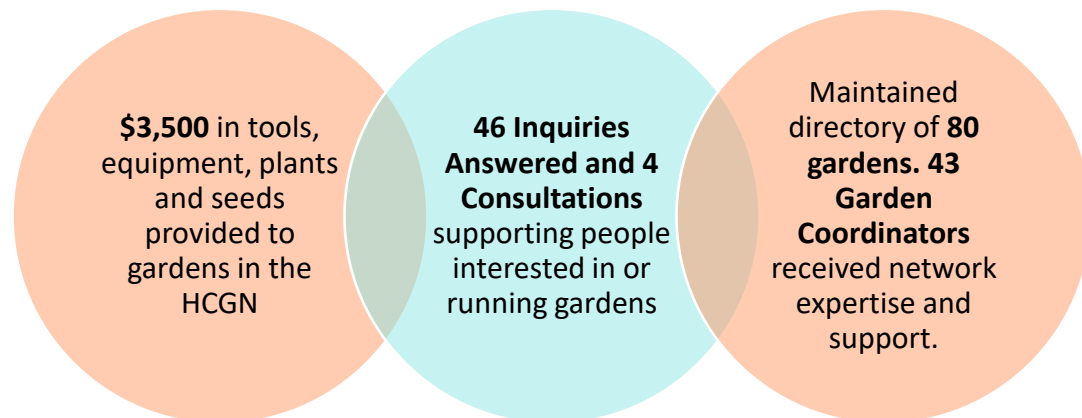 $3,500 in tools,
equipment, plants
and seeds
provided to
gardens in the
HCGN
46 Inquiries
Answered and 4
Consultations
supporting people
interested in or
running gardens
Maintained
directory of 80
gardens. 43
Garden
Coordinators
received network
expertise and
support.